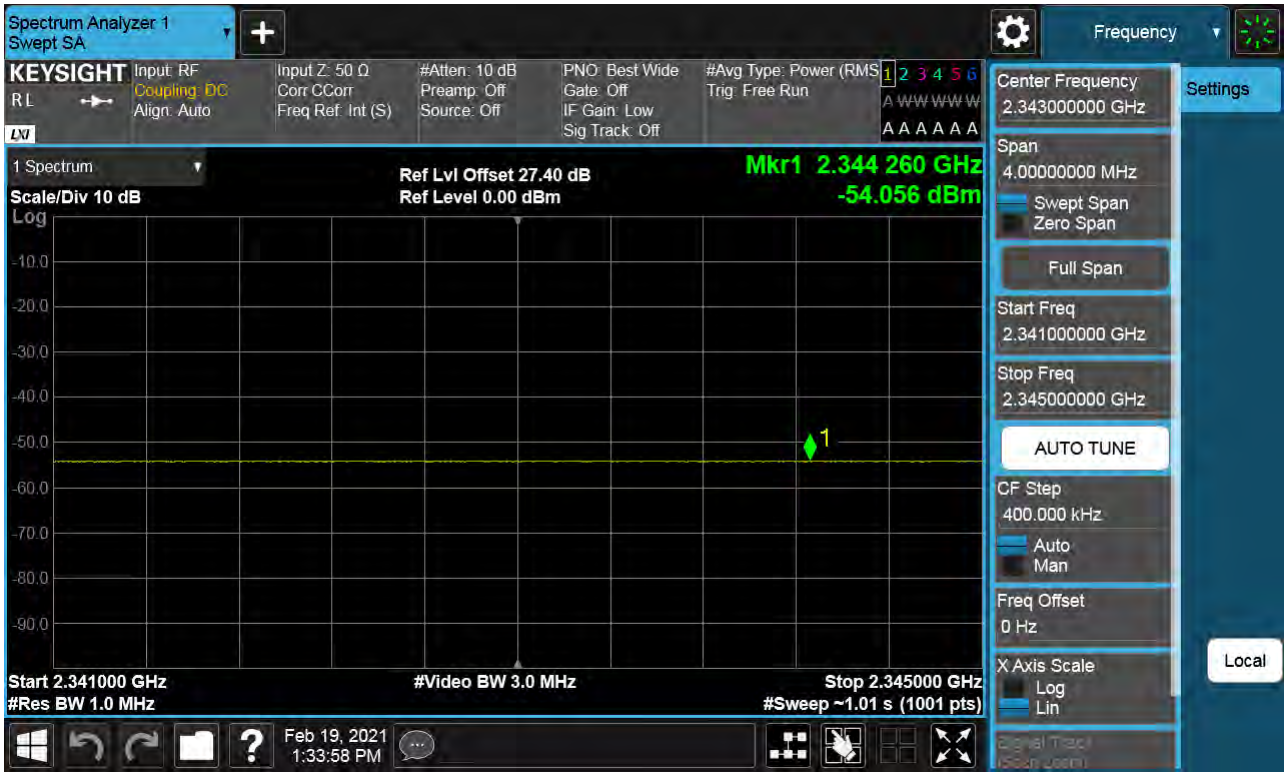 Spectrum Analyzer 1
Swept SA
+
Frequency
KEYSIGHT
RL
LXI
Input: RF
Coupling: DC
Align: Auto
Input Z: 50 Ω
Corr CCorr
Freq Ref: Int (S)
#Atten: 10 dB
Preamp: Off
Source: Off
PNO: Best Wide
Gate: Off
IF Gain: Low
Sig Track: Off
#Avg Type: Power (RMS
Trig: Free Run
1 2 3 4 5 6
A W W W W W
A A A A A A
1 Spectrum
Scale/Div 10 dB
Log
Ref Lvl Offset 27.40 dB
Ref Level 0.00 dBm
Mkr1 2.344 260 GHz
-54.056 dBm
-10.0
-20.0
-30.0
-40.0
-50.0
-60.0
-70.0
-80.0
-90.0
1
Start 2.341000 GHz
#Res BW 1.0 MHz
#Video BW 3.0 MHz
Stop 2.345000 GHz
#Sweep ~1.01 s (1001 pts)
Center Frequency
2.343000000 GHz
Span
4.00000000 MHz
Swept Span
Zero Span
Full Span
Start Freq
2.341000000 GHz
Stop Freq
2.345000000 GHz
AUTO TUNE
CF Step
400.000 kHz
Auto
Man
Freq Offset
0 Hz
X Axis Scale
Log
Lin
Signal Track
(Span Zoom)
Settings
Local
?
Feb 19, 2021
1:33:58 PM